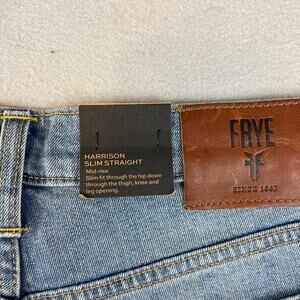 HARRISON
SLIM STRAIGHT
Mid-rise
Slim fit through the hip down
through the thigh, knee and
leg opening.
FRYE
SINCE 1863